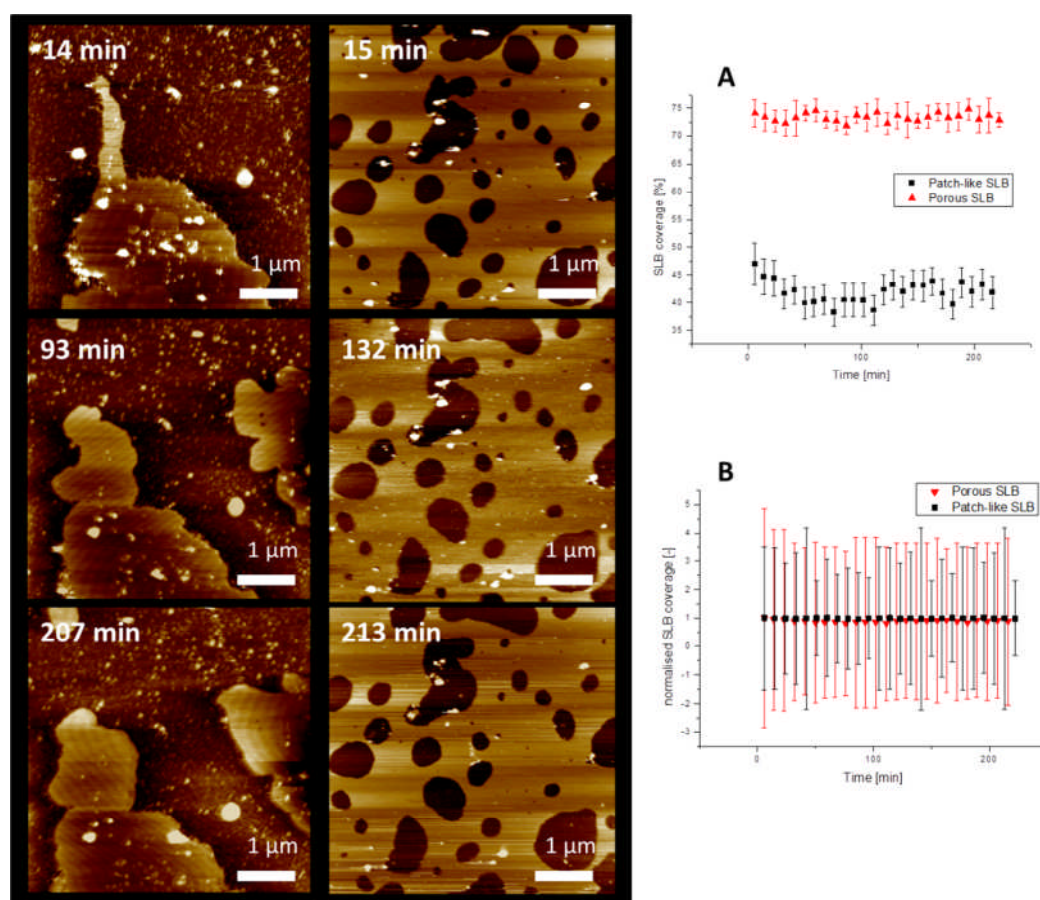 14 min
1 µm
15 min
1 µm
93 min
1 µm
132 min
1 µm
207 min
1 µm
213 min
1 µm
A
SLB coverage [%]
75
70
65
60
55
50
45
40
35
Patch-like SLB
Porous SLB
0
100
200
Time [min]
B
normalised SLB coverage [-]
5
4
3
2
1
0
-1
-2
-3
Porous SLB
Patch-like SLB
0
100
200
Time [min]